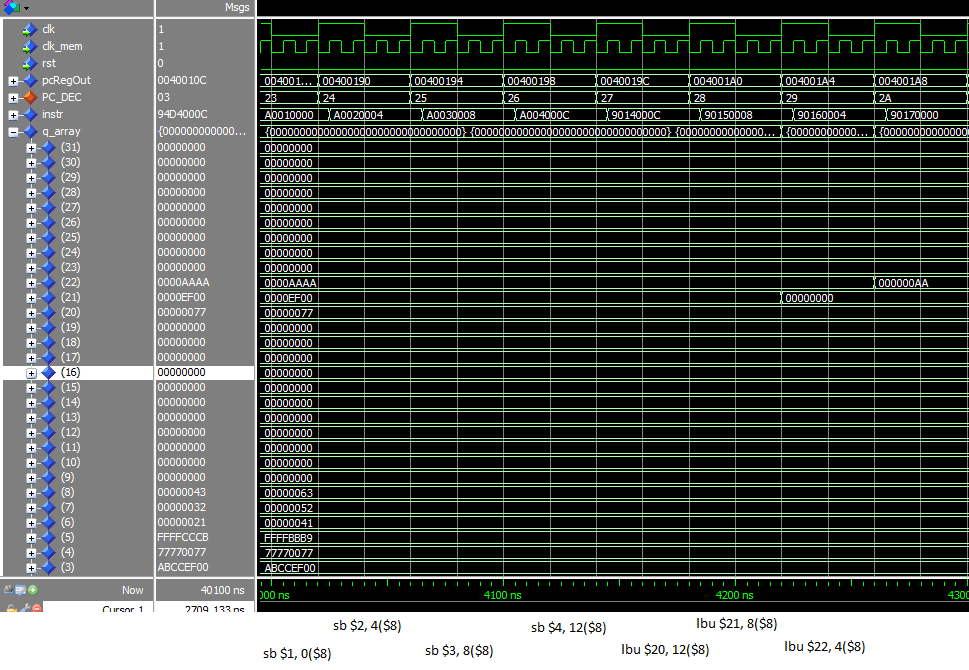 Msgs
clk 1
clk_mem 1
rst 0
pcRegOut 0040010C 004001... 00400190 00400194 00400198 0040019C 004001A0 004001A4 004001A8
PC_DEC 03 23 24 25 26 27 28 29 2A
instr 94D4000C A0010000 A0020004 A0030008 A004000C 9014000C 90150008 90160004 90170000
q_array {000000000000... {00000000000000000000000000000000} {00000000000000000000000000000000} {0000000000000000... {00000000000... {0000000000000
(31) 00000000 00000000
(30) 00000000 00000000
(29) 00000000 00000000
(28) 00000000 00000000
(27) 00000000 00000000
(26) 00000000 00000000
(25) 00000000 00000000
(24) 00000000 00000000
(23) 00000000 00000000
(22) 0000AAAA 0000AAAA 000000AA
(21) 0000EF00 0000EF00 00000000
(20) 00000077 00000077
(19) 00000000 00000000
(18) 00000000 00000000
(17) 00000000 00000000
(16) 00000000 00000000
(15) 00000000 00000000
(14) 00000000 00000000
(13) 00000000 00000000
(12) 00000000 00000000
(11) 00000000 00000000
(10) 00000000 00000000
(9) 00000000 00000000
(8) 00000043 00000063
(7) 00000032 00000052
(6) 00000021 00000041
(5) FFFFCCCB FFFFBBB9
(4) 77770077 77770077
(3) ABCCEF00 ABCCEF00
Now 40100 ns 000 ns 4100 ns 4200 ns 4300
Cursor 1 2709.133 ns
sb $2, 4($8) sb $4, 12($8) lbu $21, 8($8)
sb $1, 0($8) sb $3, 8($8) lbu $20, 12($8) lbu $22, 4($8)